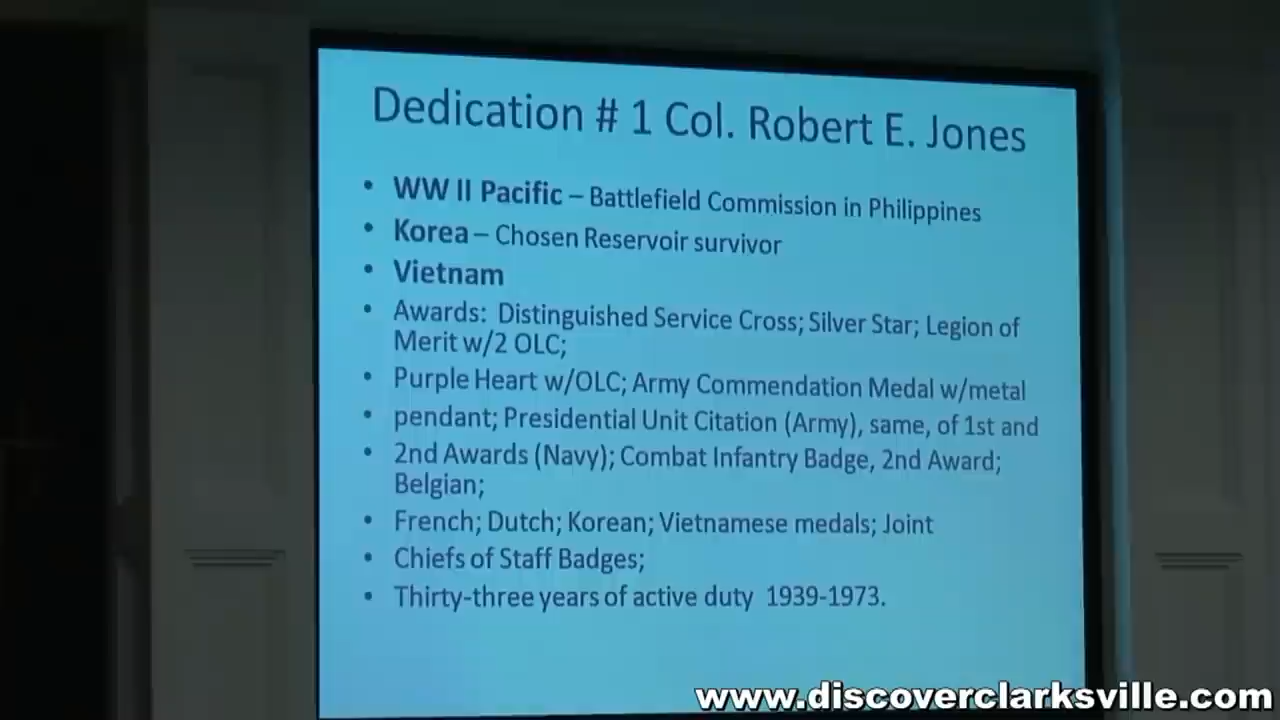 Dedication # 1 Col. Robert E. Jones
• WW II Pacific – Battlefield Commission in Philippines
• Korea – Chosen Reservoir survivor
• Vietnam
• Awards: Distinguished Service Cross; Silver Star; Legion of
Merit w/2 OLC;
• Purple Heart w/OLC; Army Commendation Medal w/metal
• pendant; Presidential Unit Citation (Army), same, of 1st and
• 2nd Awards (Navy); Combat Infantry Badge, 2nd Award;
Belgian;
• French; Dutch; Korean; Vietnamese medals; Joint
• Chiefs of Staff Badges;
• Thirty-three years of active duty 1939-1973.
www.discoverclarksville.com